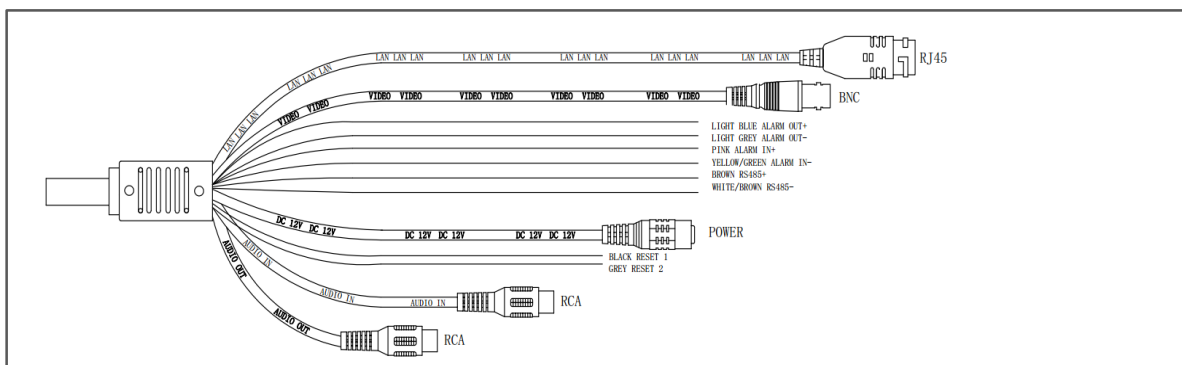 LAN LAN LAN LAN LAN LAN LAN LAN LAN LAN LAN LAN LAN LAN LAN
LAN LAN LAN
LAN LAN LAN
RJ45
VIDEO VIDEO VIDEO VIDEO VIDEO VIDEO VIDEO VIDEO
VIDEO VIDEO
BNC
LIGHT BLUE ALARM OUT+
LIGHT GREY ALARM OUT-
PINK ALARM IN+
YELLOW/GREEN ALARM IN-
BROWN RS485+
WHITE/BROWN RS485-
DC 12V DC 12V
DC 12V DC 12V DC 12V DC 12V
POWER
BLACK RESET 1
GREY RESET 2
AUDIO IN
AUDIO IN
AUDIO IN
RCA
AUDIO OUT
AUDIO OUT
RCA